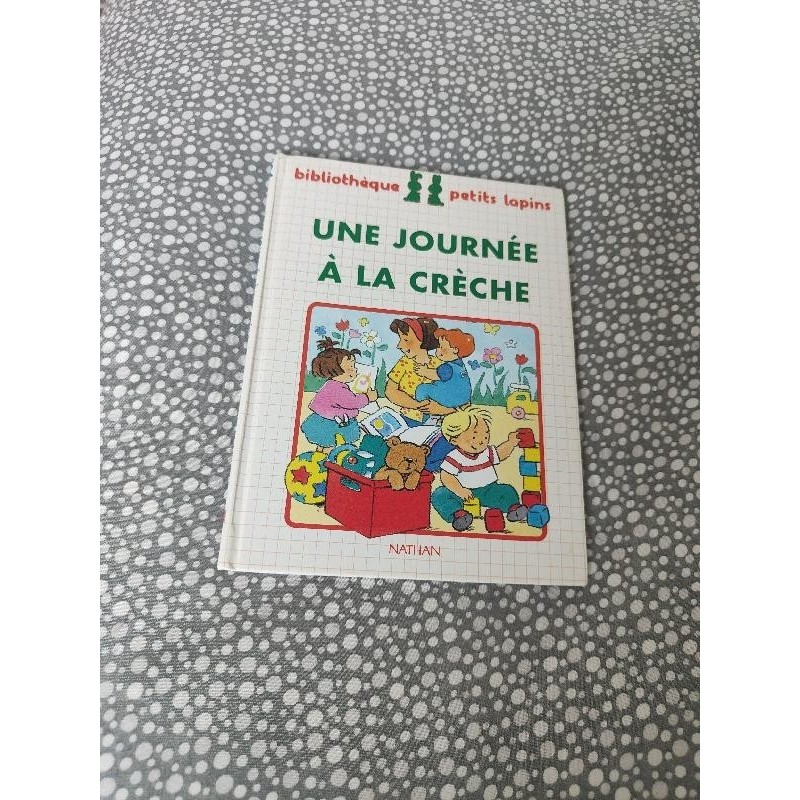 bibliothèque petits lapins
UNE JOURNÉE
À LA CRÈCHE
NATHAN